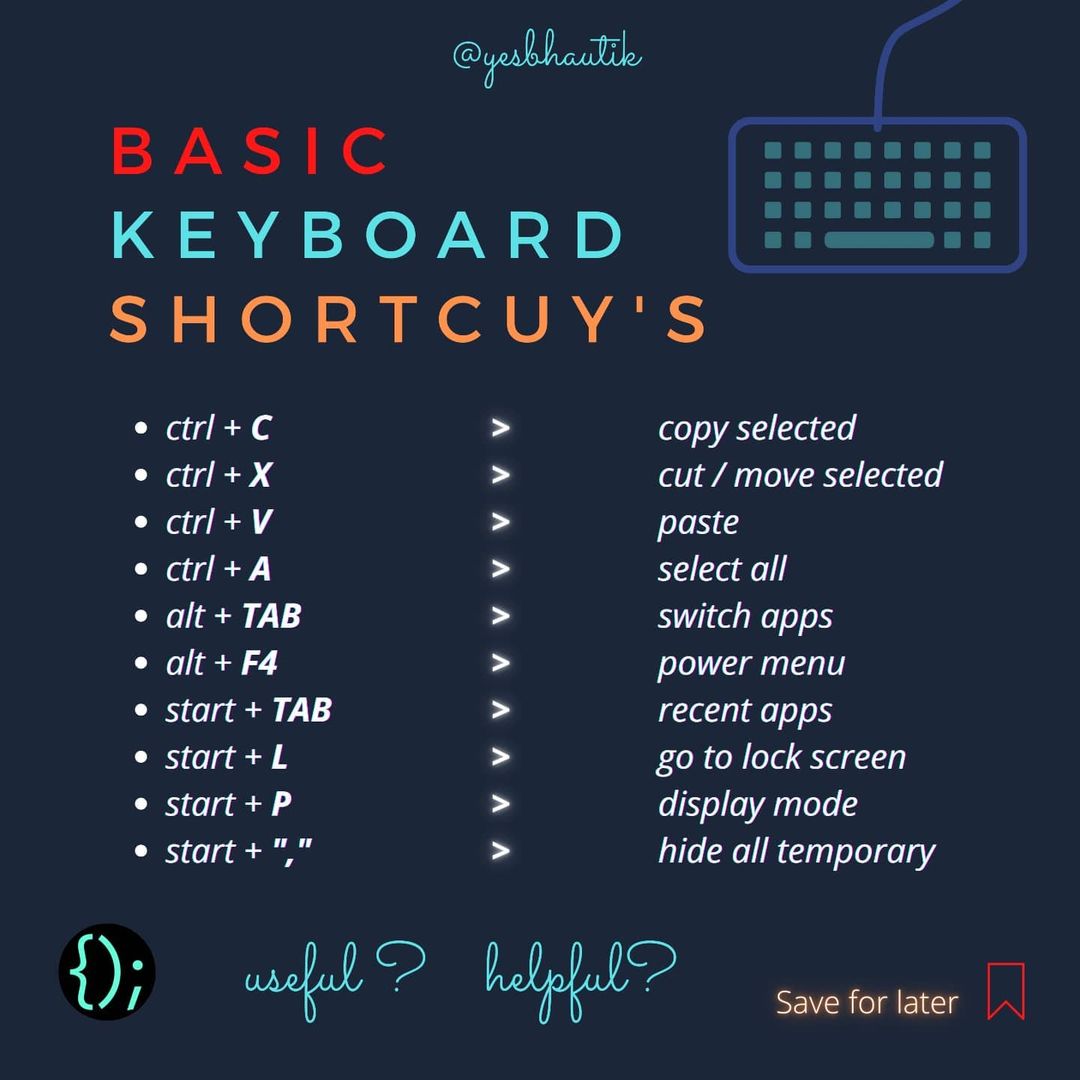 @yesbhautik
BASIC
KEYBOARD
SHORTCUY'S
• ctrl + C > copy selected
• ctrl + X > cut / move selected
• ctrl + V > paste
• ctrl + A > select all
• alt + TAB > switch apps
• alt + F4 > power menu
• start + TAB > recent apps
• start + L > go to lock screen
• start + P > display mode
• start + "," > hide all temporary
{);
useful ? helpful?
Save for later